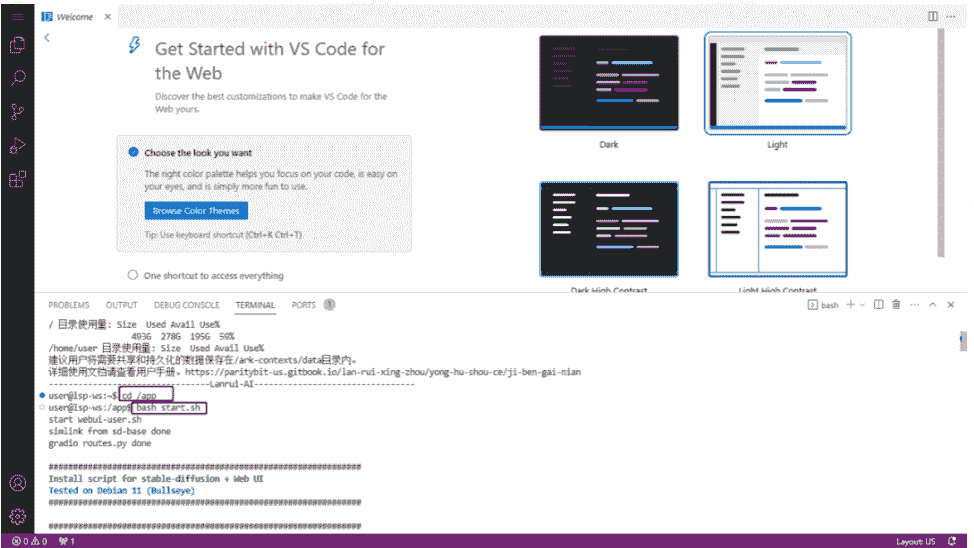 Welcome
Get Started with VS Code for
the Web
Discover the best customizations to make VS Code for the
Web yours.
Choose the look you want
The right color palette helps you focus on your code, is easy on
your eyes, and is simply more fun to use.
Browse Color Themes
Tip: Use keyboard shortcut (Ctrl+K Ctrl+T)
One shortcut to access everything
Dark
Light
Dark High Contrast
Light High Contrast
PROBLEMS OUTPUT DEBUG CONSOLE TERMINAL PORTS 1
bash
/ 目录使用量: Size Used Avail Use%
493G 278G 195G 59%
/home/user 目录使用量: Size Used Avail Use%
建议用户将需要共享和持久化的数据保存在/ark-contexts/data目录内。
详细使用文档请查看用户手册。https://paritybit-us.gitbook.io/lan-rui-xing-zhou/yong-hu-shou-ce/ji-ben-gai-nian
--------------------------------Lanrui-AI--------------------------------------
user@lsp-ws:~$ cd /app
user@lsp-ws:/app$ bash start.sh
start webui-user.sh
simlink from sd-base done
gradio routes.py done
################################################################
Install script for stable-diffusion + Web UI
Tested on Debian 11 (Bullseye)
################################################################
################################################################
0 0 1
Layout: US